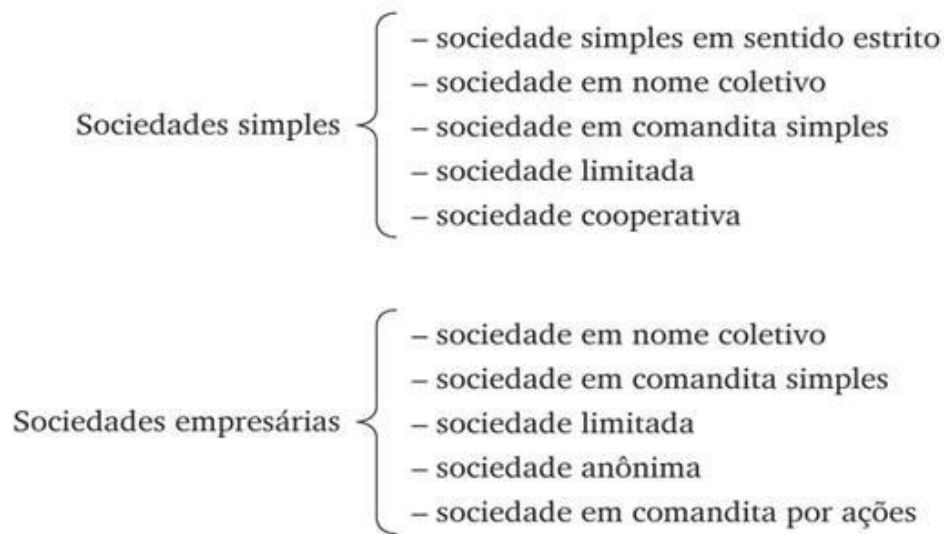 – sociedade simples em sentido estrito
– sociedade em nome coletivo
Sociedades simples – sociedade em comandita simples
– sociedade limitada
– sociedade cooperativa
– sociedade em nome coletivo
– sociedade em comandita simples
Sociedades empresárias – sociedade limitada
– sociedade anônima
– sociedade em comandita por ações